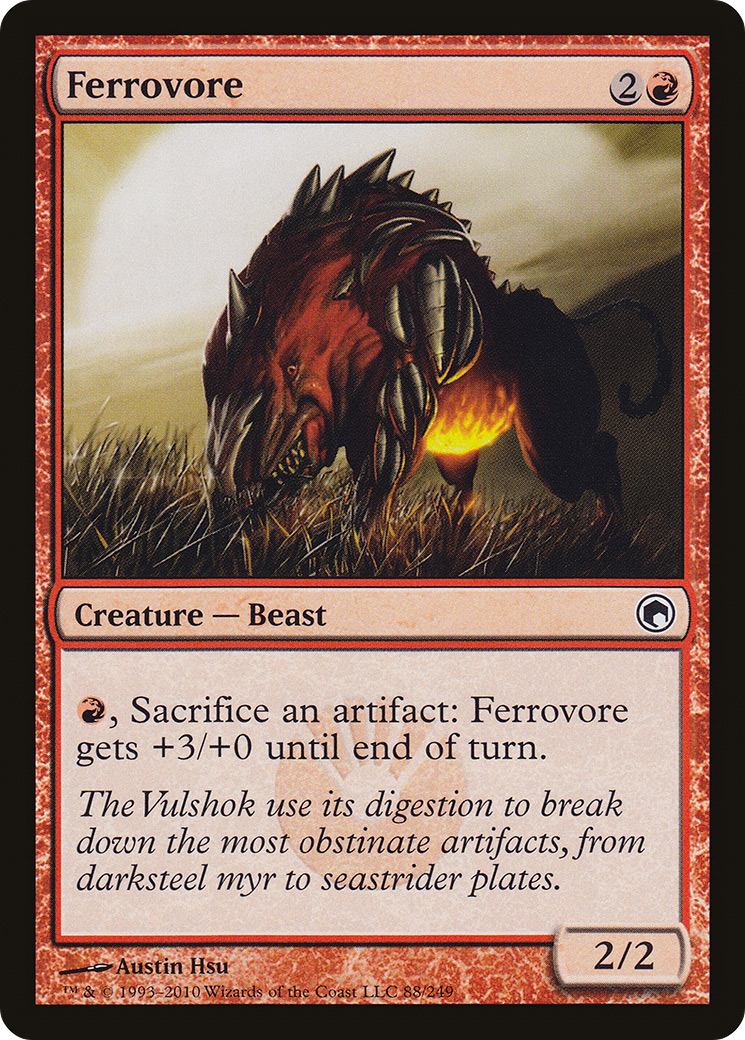 Ferrovore 2
Creature — Beast
, Sacrifice an artifact: Ferrovore
gets +3/+0 until end of turn.
The Vulshok use its digestion to break
down the most obstinate artifacts, from
darksteel myr to seastrider plates.
2/2
Austin Hsu
™ & © 1993–2010 Wizards of the Coast LLC 88/249